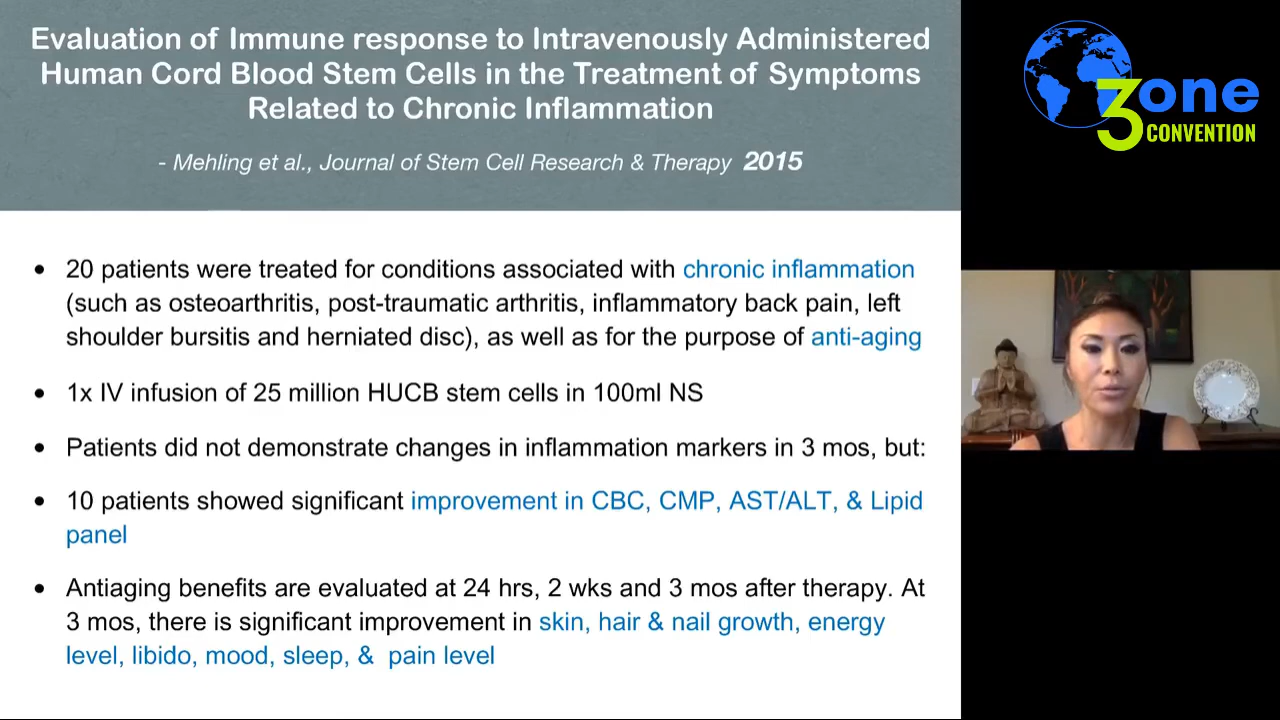 Evaluation of Immune response to Intravenously Administered
Human Cord Blood Stem Cells in the Treatment of Symptoms
Related to Chronic Inflammation
- Mehling et al., Journal of Stem Cell Research & Therapy 2015
• 20 patients were treated for conditions associated with chronic inflammation
(such as osteoarthritis, post-traumatic arthritis, inflammatory back pain, left
shoulder bursitis and herniated disc), as well as for the purpose of anti-aging
• 1x IV infusion of 25 million HUCB stem cells in 100ml NS
• Patients did not demonstrate changes in inflammation markers in 3 mos, but:
• 10 patients showed significant improvement in CBC, CMP, AST/ALT, & Lipid
panel
• Antiaging benefits are evaluated at 24 hrs, 2 wks and 3 mos after therapy. At
3 mos, there is significant improvement in skin, hair & nail growth, energy
level, libido, mood, sleep, & pain level
3one
CONVENTION